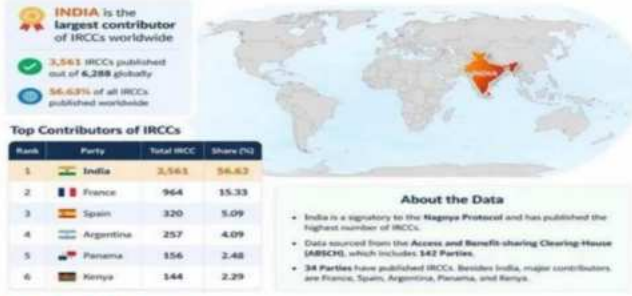 INDIA is the
largest contributor
of IRCCs worldwide
3,561 IRCCs published
out of 6,288 globally
56.63% of all IRCCs
published worldwide
INDIA
Top Contributors of IRCCs
Rank Party Total IRCC Share (%)
1 India 3,561 56.63
2 France 964 15.33
3 Spain 320 5.09
4 Argentina 257 4.09
5 Panama 156 2.48
6 Kenya 144 2.29
About the Data
• India is a signatory to the Nagoya Protocol and has published the
highest number of IRCCs.
• Data sourced from the Access and Benefit-sharing Clearing-House
(ABSCH), which includes 142 Parties.
• 34 Parties have published IRCCs. Besides India, major contributors
are France, Spain, Argentina, Panama, and Kenya.